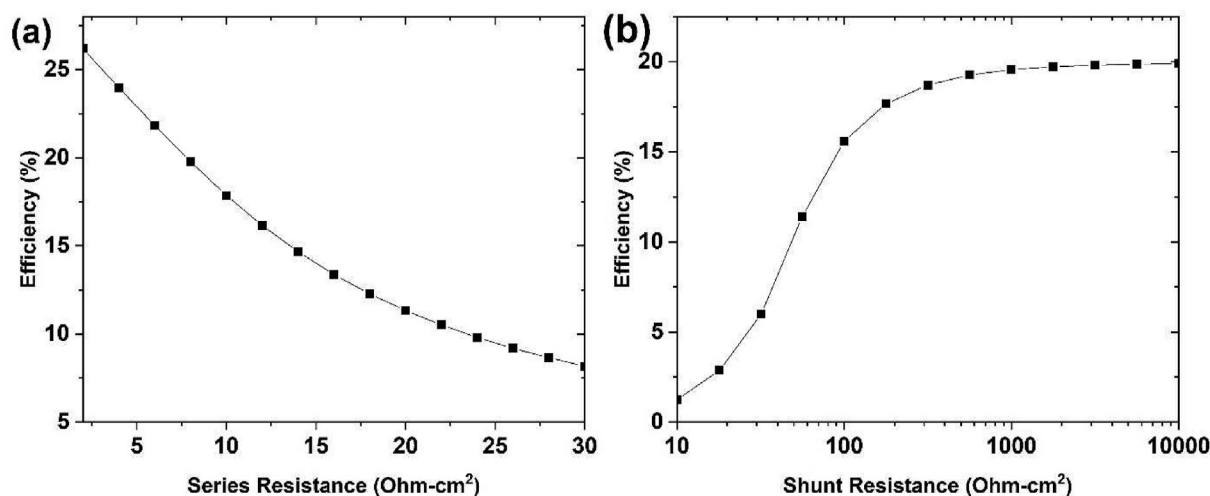 (a)
25
20
15
10
5
Efficiency (%)
5 10 15 20 25 30
Series Resistance (Ohm-cm²)
(b)
20
15
10
5
0
Efficiency (%)
10 100 1000 10000
Shunt Resistance (Ohm-cm²)